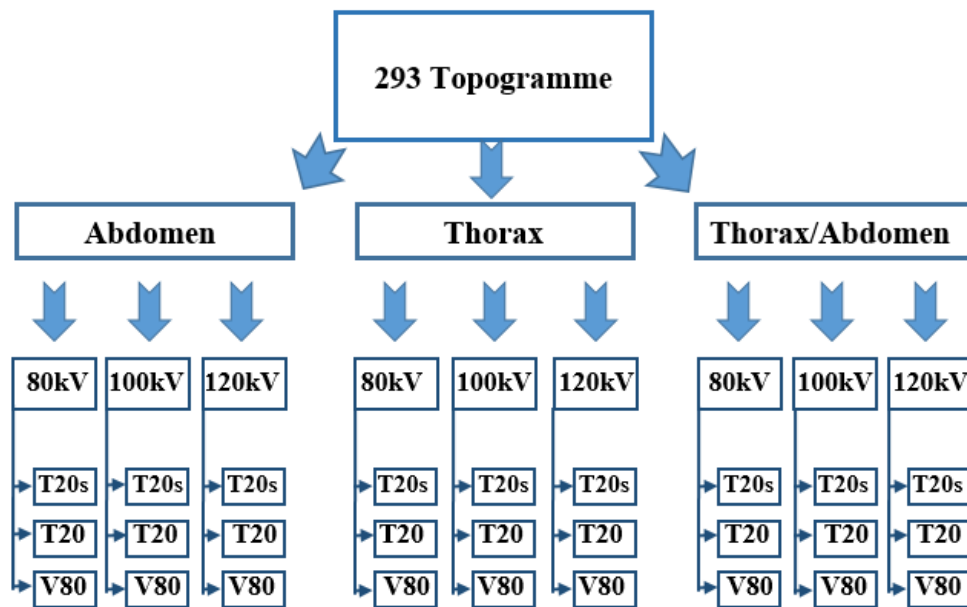 293 Topogramme
Abdomen Thorax Thorax/Abdomen
80kV 100kV 120kV 80kV 100kV 120kV 80kV 100kV 120kV
T20s T20s T20s T20s T20s T20s T20s T20s T20s
T20 T20 T20 T20 T20 T20 T20 T20 T20
V80 V80 V80 V80 V80 V80 V80 V80 V80